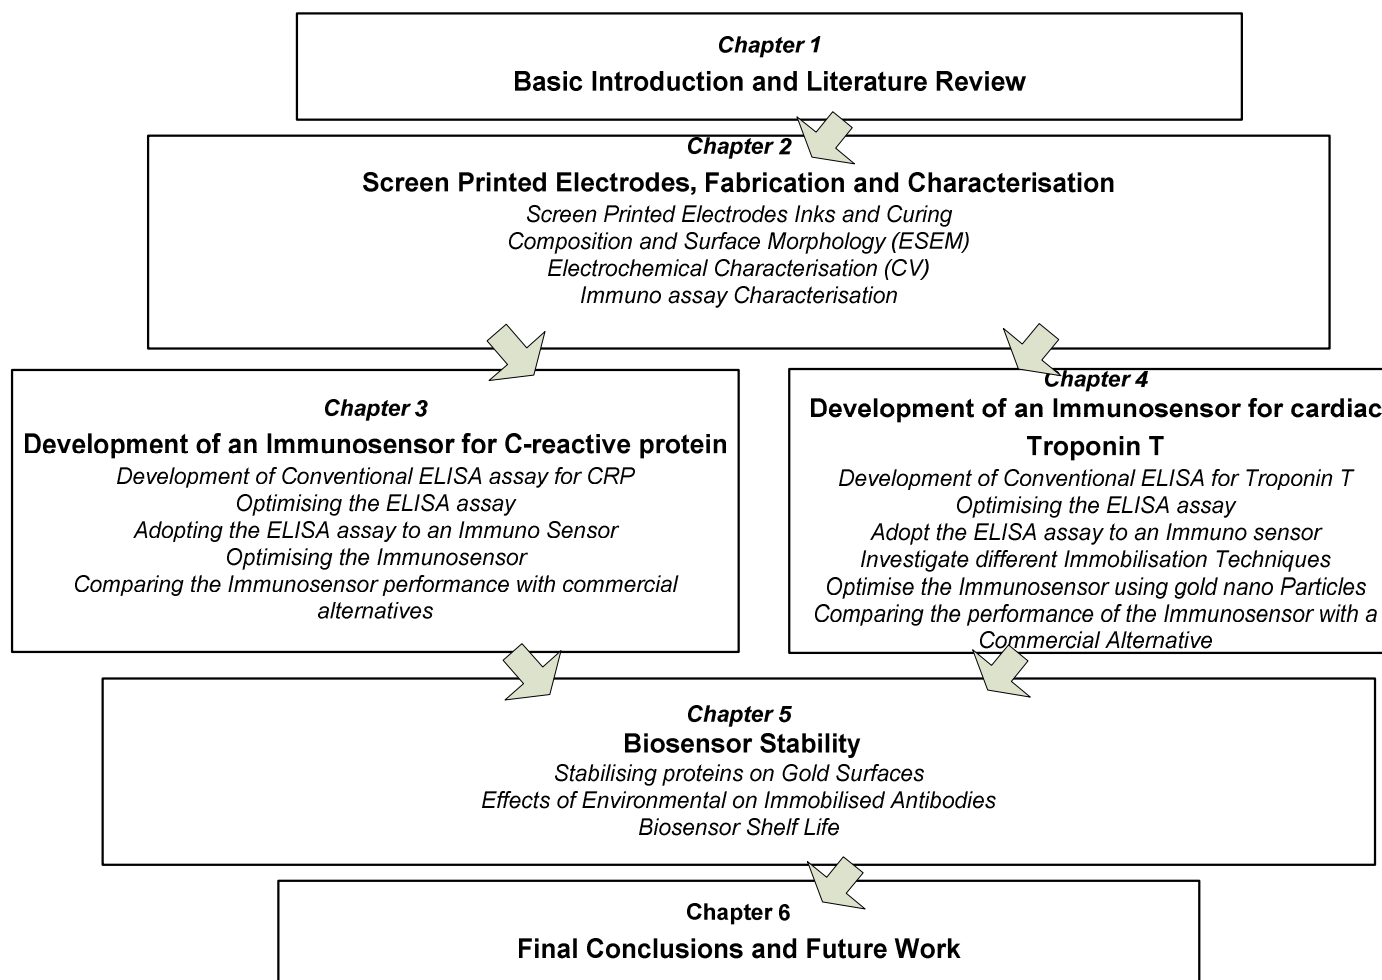 Chapter 1
Basic Introduction and Literature Review
Chapter 2
Screen Printed Electrodes, Fabrication and Characterisation
Screen Printed Electrodes Inks and Curing
Composition and Surface Morphology (ESEM)
Electrochemical Characterisation (CV)
Immuno assay Characterisation
Chapter 3
Development of an Immunosensor for C-reactive protein
Development of Conventional ELISA assay for CRP
Optimising the ELISA assay
Adopting the ELISA assay to an Immuno Sensor
Optimising the Immunosensor
Comparing the Immunosensor performance with commercial
alternatives
Chapter 4
Development of an Immunosensor for cardiac
Troponin T
Development of Conventional ELISA for Troponin T
Optimising the ELISA assay
Adopt the ELISA assay to an Immuno sensor
Investigate different Immobilisation Techniques
Optimise the Immunosensor using gold nano Particles
Comparing the performance of the Immunosensor with a
Commercial Alternative
Chapter 5
Biosensor Stability
Stabilising proteins on Gold Surfaces
Effects of Environmental on Immobilised Antibodies
Biosensor Shelf Life
Chapter 6
Final Conclusions and Future Work